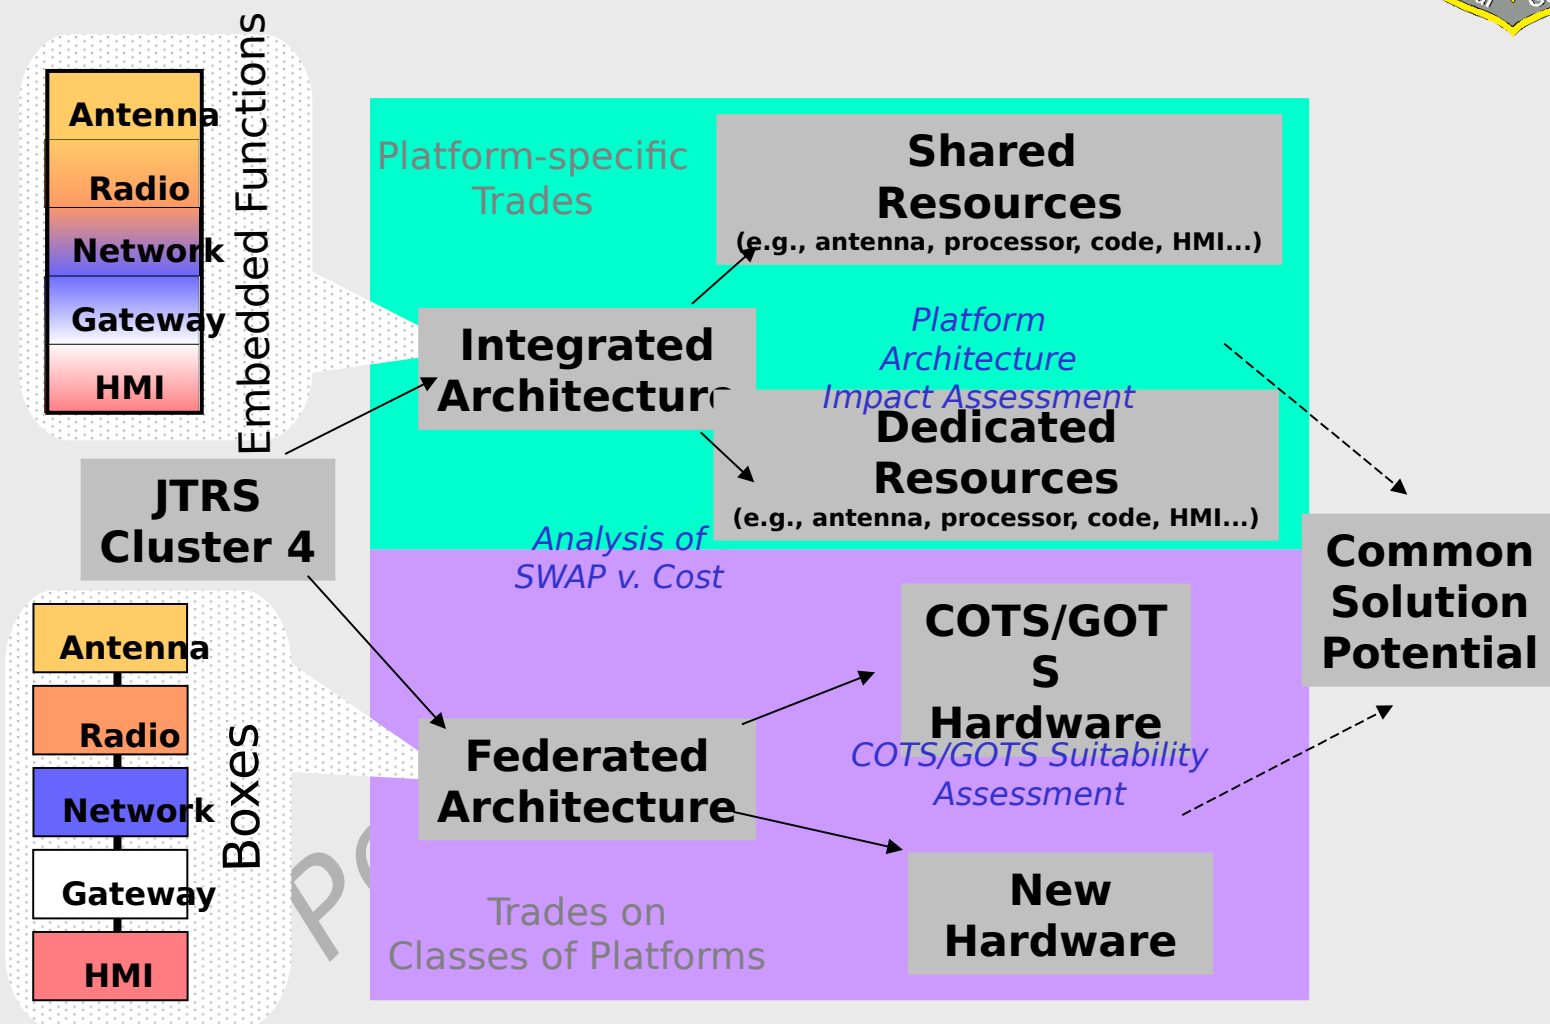 Embedded Functions
Antenna
Radio
Network
Gateway
HMI
Platform-specific
Trades
Shared
Resources
(e.g., antenna, processor, code, HMI...)
Integrated
Architecture
Platform
Architecture
Impact Assessment
Dedicated
Resources
(e.g., antenna, processor, code, HMI...)
JTRS
Cluster 4
Analysis of
SWAP v. Cost
Common
Solution
Potential
Boxes
Antenna
Radio
Network
Gateway
HMI
COTS/GOT
S
Hardware
COTS/GOTS Suitability
Assessment
Federated
Architecture
New
Hardware
Trades on
Classes of Platforms